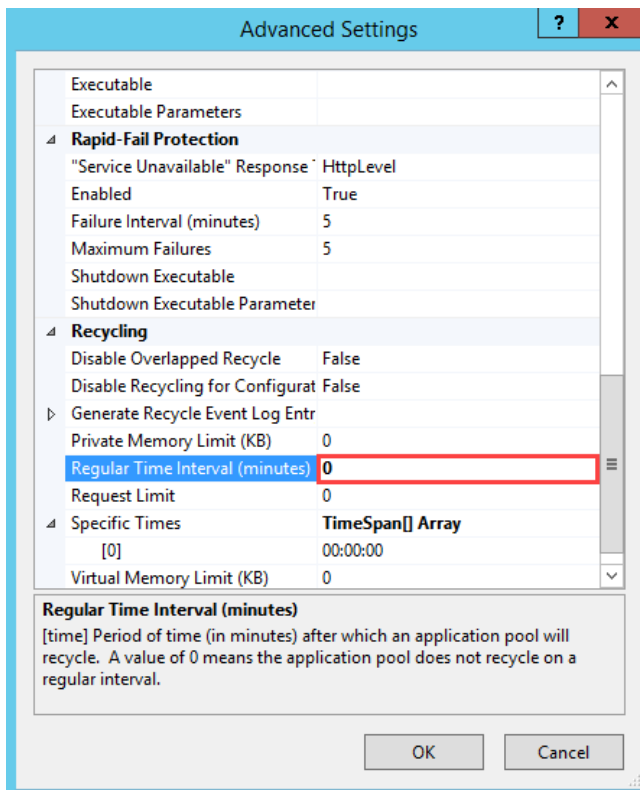 Advanced Settings
?
x
Executable
Executable Parameters
Rapid-Fail Protection
"Service Unavailable" Response HttpLevel
Enabled True
Failure Interval (minutes) 5
Maximum Failures 5
Shutdown Executable
Shutdown Executable Parameter
Recycling
Disable Overlapped Recycle False
Disable Recycling for Configurat False
Generate Recycle Event Log Entr
Private Memory Limit (KB) 0
Regular Time Interval (minutes) 0
Request Limit 0
Specific Times TimeSpan[] Array
[0] 00:00:00
Virtual Memory Limit (KB) 0
Regular Time Interval (minutes)
[time] Period of time (in minutes) after which an application pool will
recycle. A value of 0 means the application pool does not recycle on a
regular interval.
OK Cancel